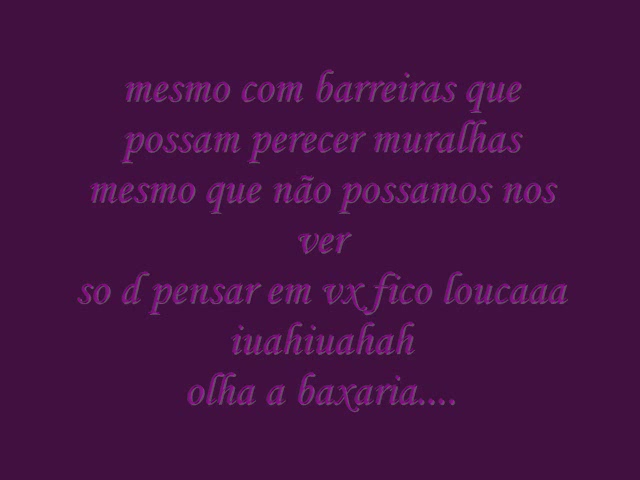 mesmo com barreiras que
possam perecer muralhas
mesmo que não possamos nos
ver
so d pensar em vx fico loucaaa
iuahiuahah
olha a baxaria....